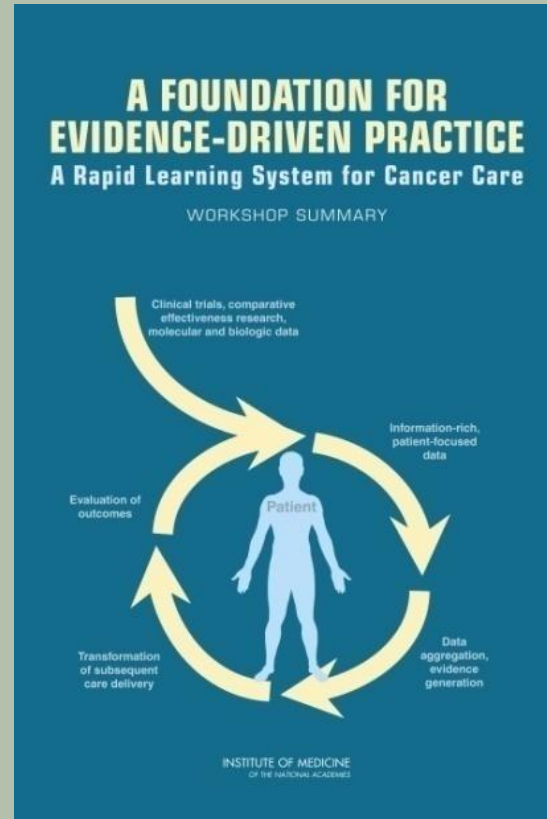 A FOUNDATION FOR
EVIDENCE-DRIVEN PRACTICE
A Rapid Learning System for Cancer Care
WORKSHOP SUMMARY
Clinical trials, comparative
effectiveness research,
molecular and biologic data
Information-rich,
patient-focused
data
Patient
Evaluation of
outcomes
Transformation
of subsequent
care delivery
Data
aggregation,
evidence
generation
INSTITUTE OF MEDICINE
OF THE NATIONAL ACADEMIES